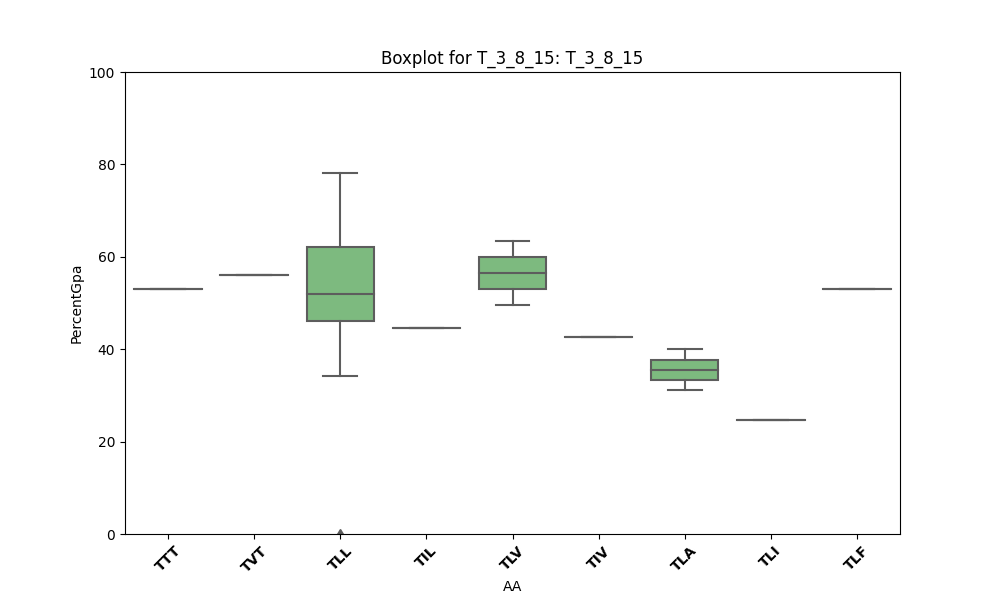 Boxplot for T_3_8_15: T_3_8_15
PercentGpa
100
80
60
40
20
0
TTT TVT TLL TIL TLV TIV TLA TLI TLF
AA